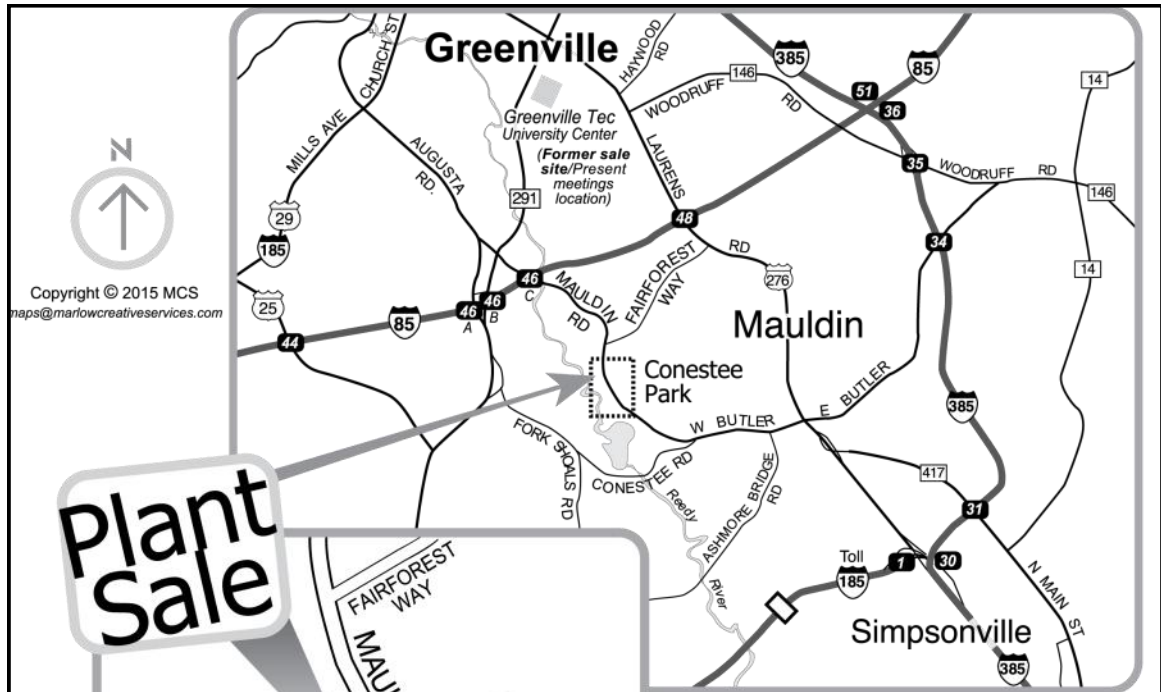 Greenville
CHURCH ST
MILLS AVE
AUGUSTA
RD.
HAYWOOD
RD
WOODRUFF
146
RD
385
85
51
36
14
Greenville Tec
University Center
(Former sale
site/Present
meetings
location)
LAURENS
291
35
WOODRUFF RD
146
N
29
185
48
RD
34
14
276
Copyright © 2015 MCS
maps@marlowcreativeservices.com
25
46
C
46
B
46
A
85
44
MAULDIN
RD
FAIRFOREST
WAY
Mauldin
Conestee
Park
E BUTLER
W BUTLER
385
FORK SHOALS RD
CONESTEE RD
ASHMORE BRIDGE
RD
Reedy
River
417
31
Toll
185
1
30
N MAIN ST
Simpsonville
385
Plant
Sale
FAIRFOREST
WAY
MAUL